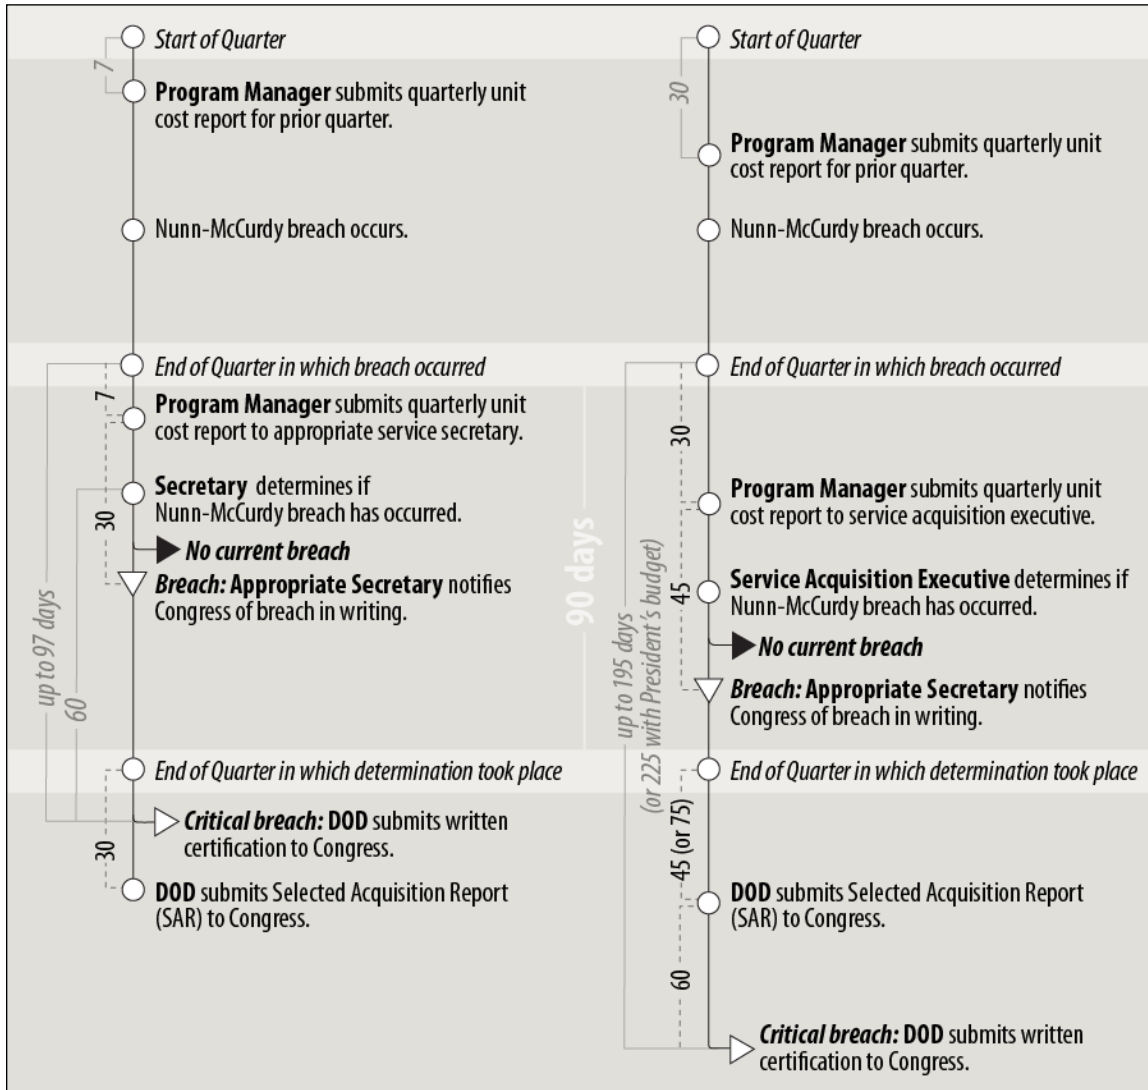 Start of Quarter
7
Program Manager submits quarterly unit
cost report for prior quarter.
Nunn-McCurdy breach occurs.
End of Quarter in which breach occurred
7
Program Manager submits quarterly unit
cost report to appropriate service secretary.
Secretary determines if
Nunn-McCurdy breach has occurred.
30
No current breach
Breach: Appropriate Secretary notifies
Congress of breach in writing.
up to 97 days
60
End of Quarter in which determination took place
Critical breach: DOD submits written
certification to Congress.
30
DOD submits Selected Acquisition Report
(SAR) to Congress.
90 days
Start of Quarter
30
Program Manager submits quarterly unit
cost report for prior quarter.
Nunn-McCurdy breach occurs.
End of Quarter in which breach occurred
30
Program Manager submits quarterly unit
cost report to service acquisition executive.
45
Service Acquisition Executive determines if
Nunn-McCurdy breach has occurred.
No current breach
Breach: Appropriate Secretary notifies
Congress of breach in writing.
up to 195 days
(or 225 with President's budget)
End of Quarter in which determination took place
45 (or 75)
DOD submits Selected Acquisition Report
(SAR) to Congress.
60
Critical breach: DOD submits written
certification to Congress.